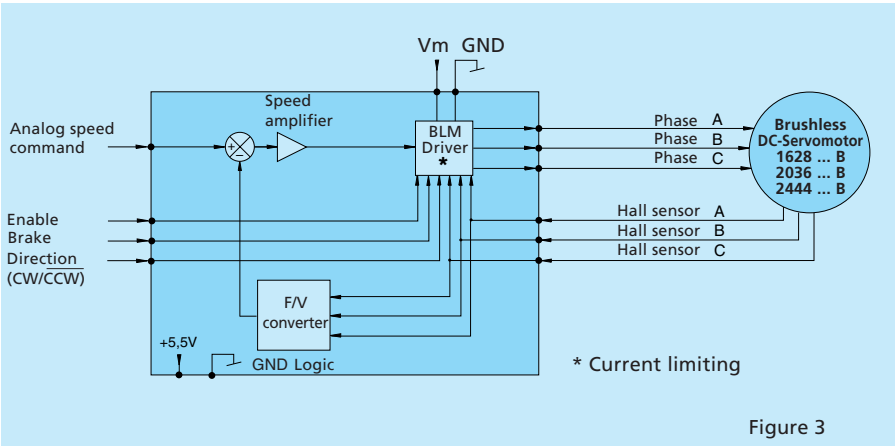 Vm GND
Speed
amplifier
Analog speed
command
+
−
BLM
Driver
*
Phase A
Phase B
Phase C
Brushless
DC-Servomotor
1628 ... B
2036 ... B
2444 ... B
Enable
Brake
Direction
(CW/C̅C̅W̅)
Hall sensor A
Hall sensor B
Hall sensor C
F/V
converter
+5,5V
GND Logic
* Current limiting
Figure 3